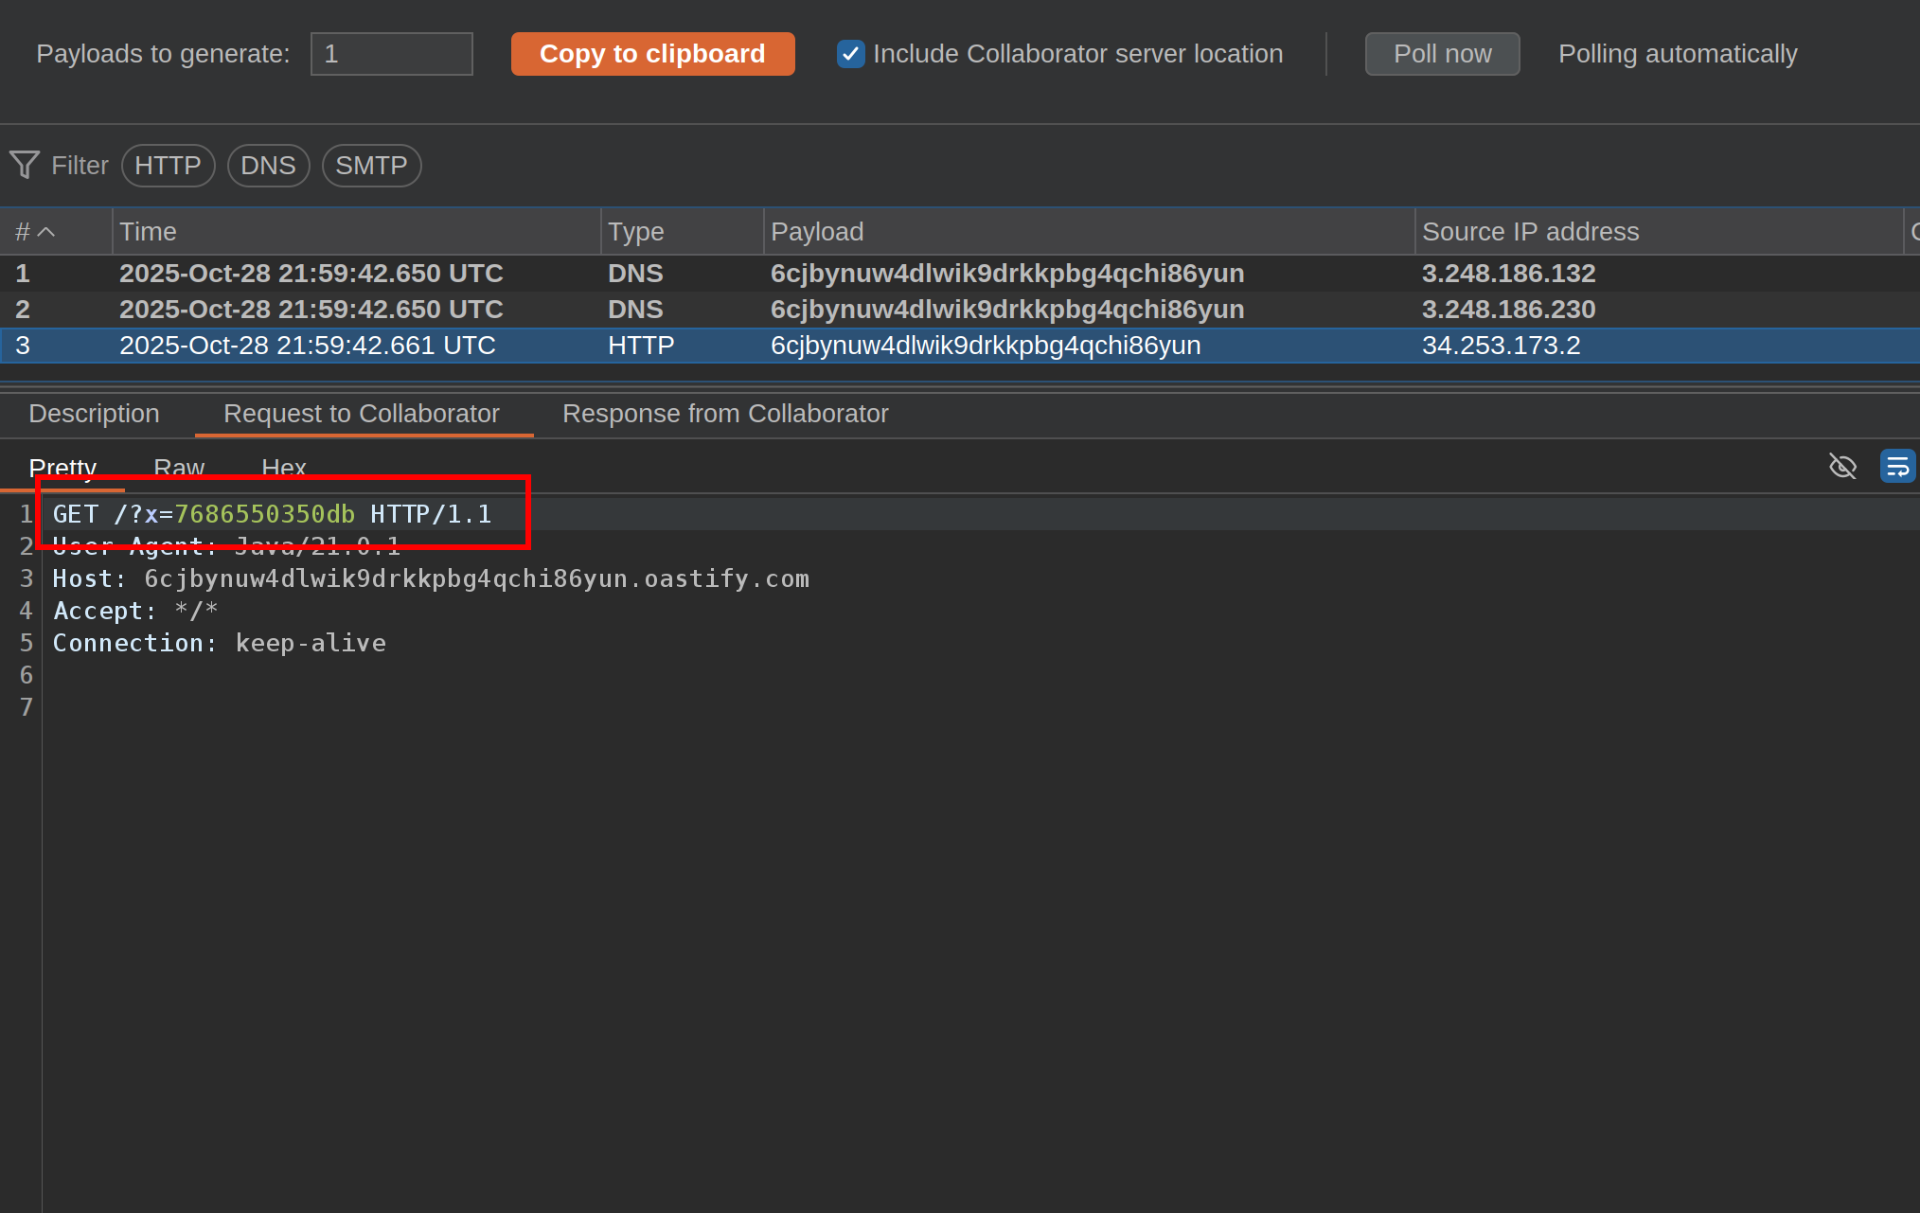 Payloads to generate: 1 Copy to clipboard Include Collaborator server location Poll now Polling automatically
Filter HTTP DNS SMTP
# Time Type Payload Source IP address
1 2025-Oct-28 21:59:42.650 UTC DNS 6cjbynuw4dlwik9drkkpbg4qchi86yun 3.248.186.132
2 2025-Oct-28 21:59:42.650 UTC DNS 6cjbynuw4dlwik9drkkpbg4qchi86yun 3.248.186.230
3 2025-Oct-28 21:59:42.661 UTC HTTP 6cjbynuw4dlwik9drkkpbg4qchi86yun 34.253.173.2
Description Request to Collaborator Response from Collaborator
Pretty Raw Hex
1 GET /?x=7686550350db HTTP/1.1
2 User-Agent: Java/21.0.1
3 Host: 6cjbynuw4dlwik9drkkpbg4qchi86yun.oastify.com
4 Accept: */*
5 Connection: keep-alive
6
7